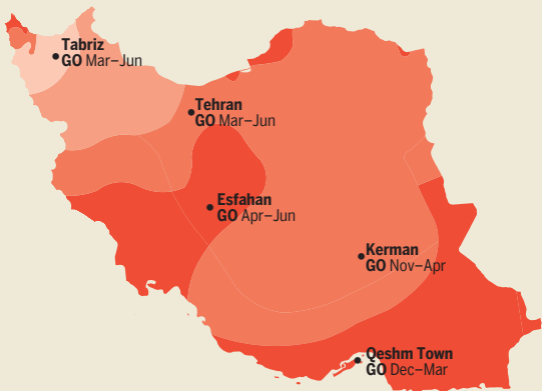 Tabriz
GO Mar–Jun
Tehran
GO Mar–Jun
Esfahan
GO Apr–Jun
Kerman
GO Nov–Apr
Qeshm Town
GO Dec–Mar